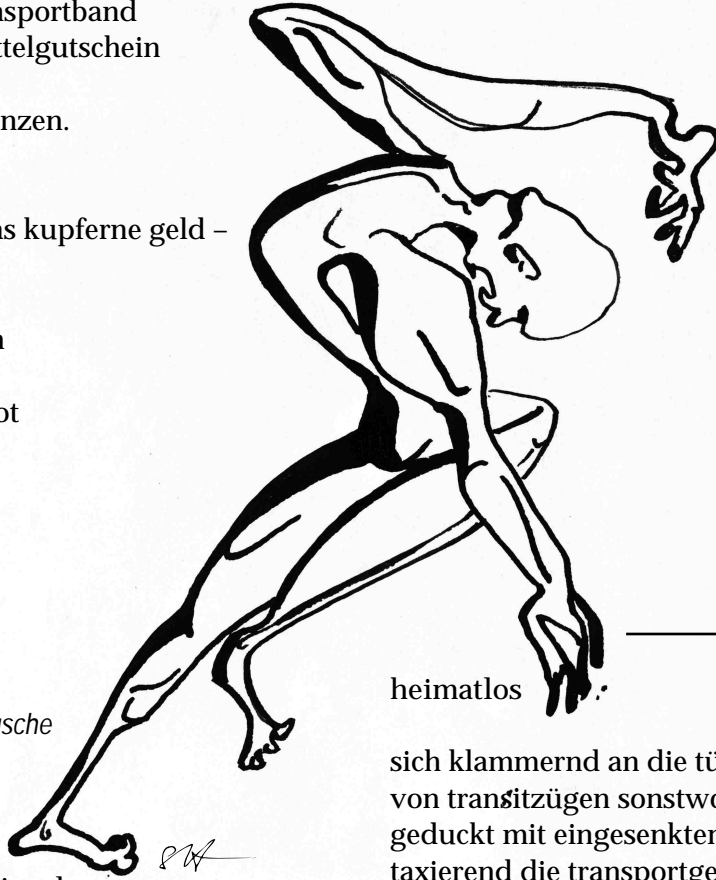 nsportband
ttelgutschein
nzen.
as kupferne geld –
ot
sche
heimatlos
sich klammernd an die tü
von transitzügen sonstwo
geduckt mit eingesenkten
taxierend die transportge